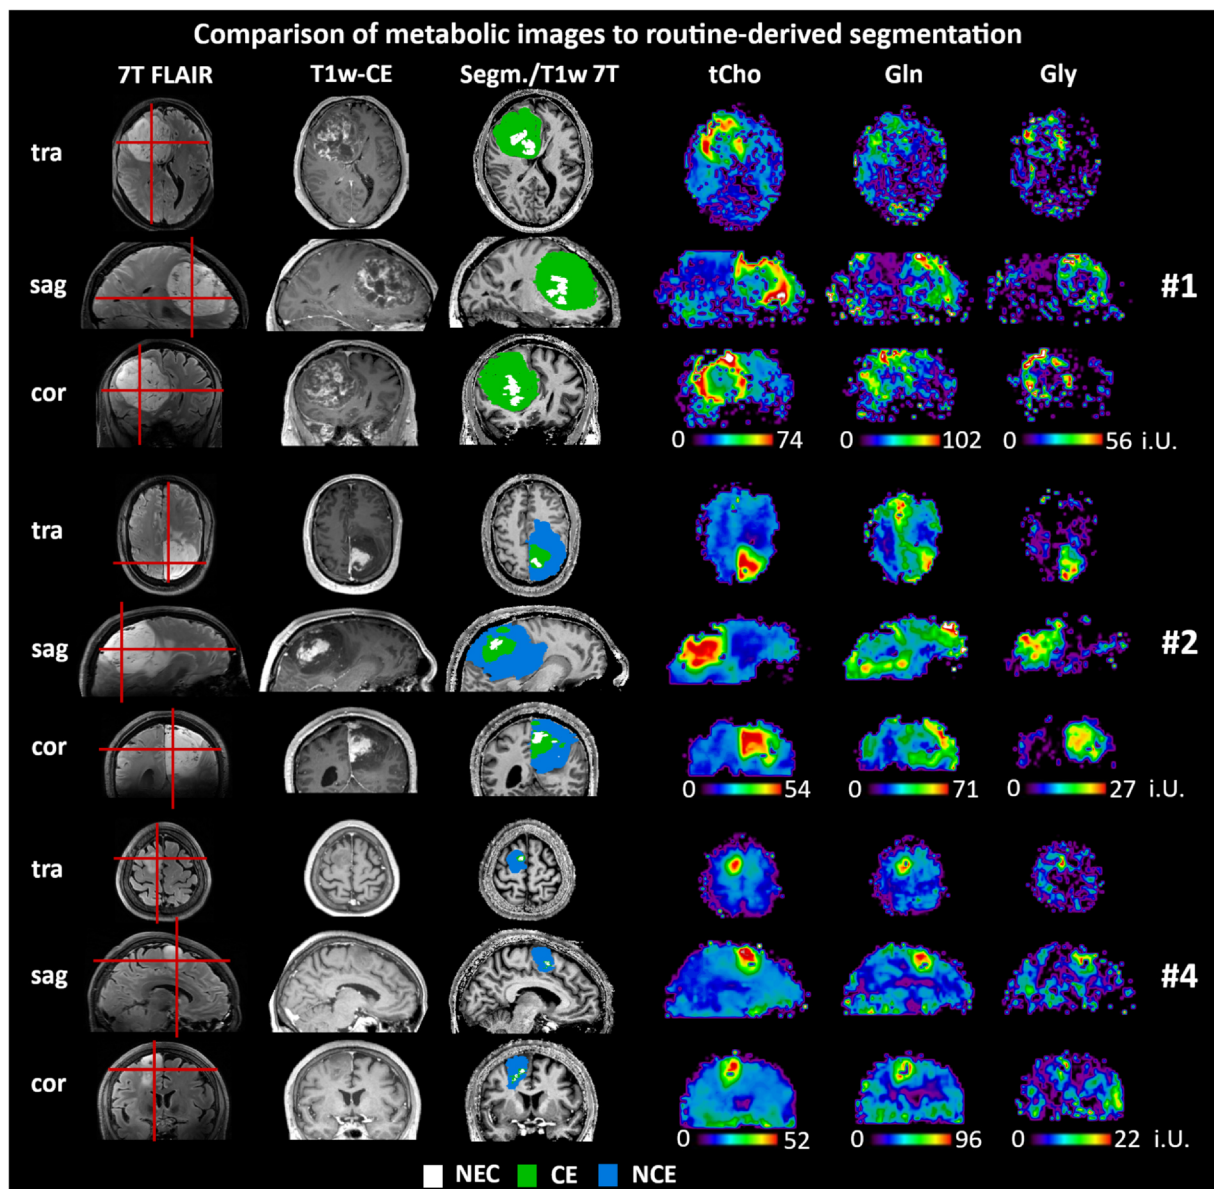 Comparison of metabolic images to routine-derived segmentation
7T FLAIR T1w-CE Segm./T1w 7T tCho Gln Gly
tra
sag #1
cor
0 74 0 102 0 56 i.U.
tra
sag #2
cor
0 54 0 71 0 27 i.U.
tra
sag #4
cor
0 52 0 96 0 22 i.U.
NEC CE NCE